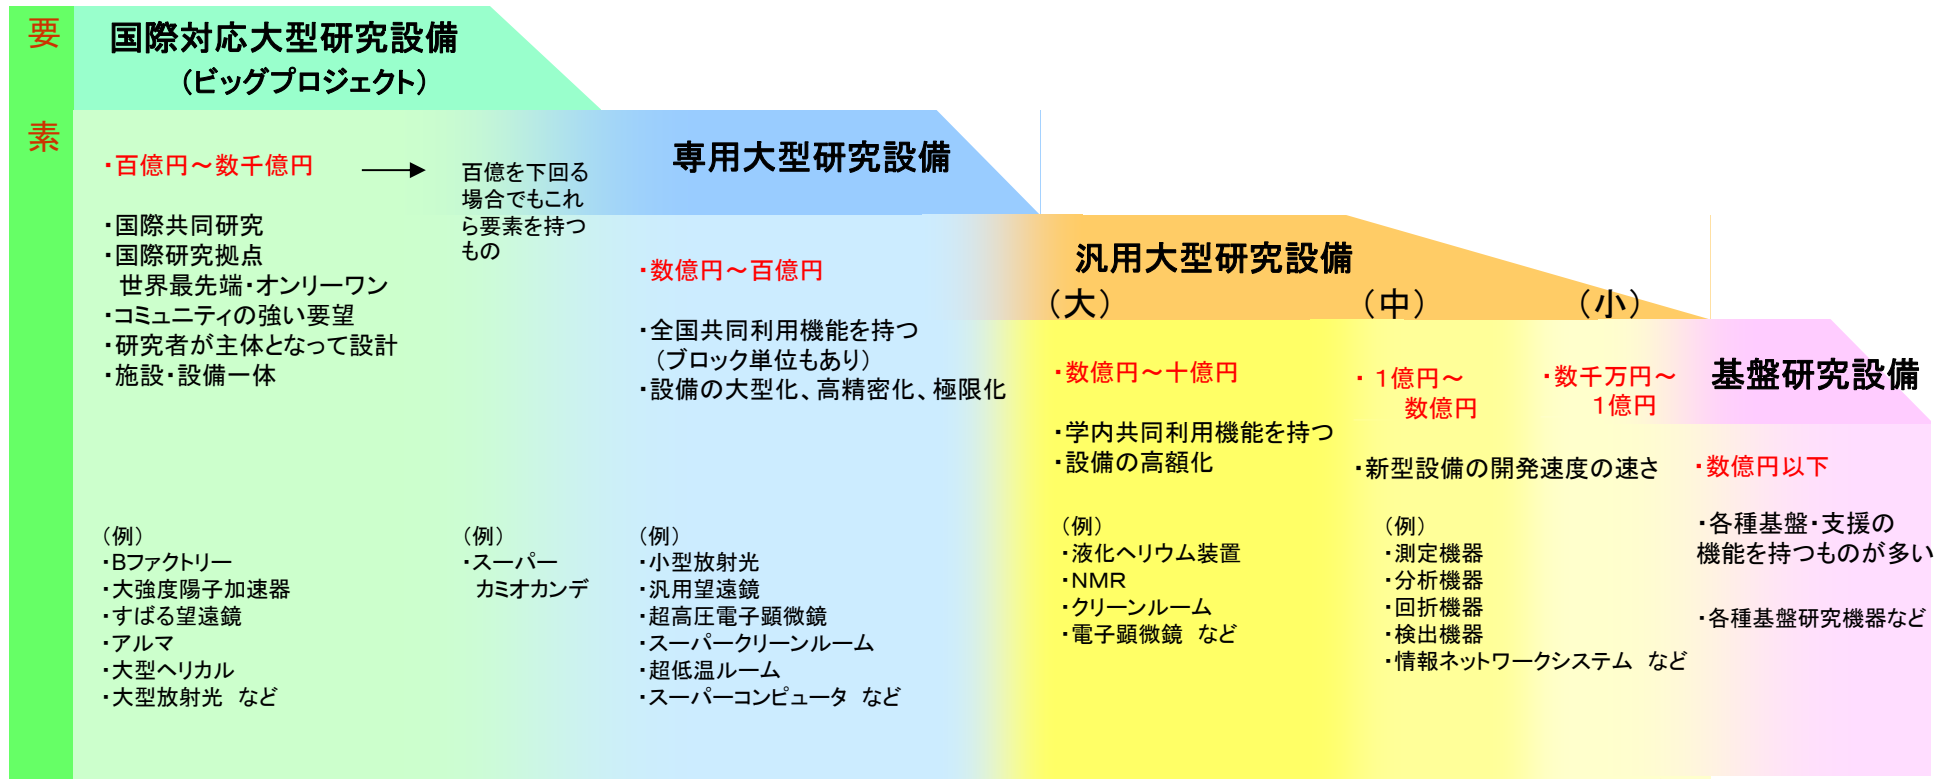 要
素
国際対応大型研究設備
（ビッグプロジェクト）
・百億円～数千億円
・国際共同研究
・国際研究拠点
世界最先端・オンリーワン
・コミュニティの強い要望
・研究者が主体となって設計
・施設・設備一体
（例）
・Bファクトリー
・大強度陽子加速器
・すばる望遠鏡
・アルマ
・大型ヘリカル
・大型放射光 など
百億を下回る
場合でもこれ
ら要素を持つ
もの
（例）
・スーパー
カミオカンデ
専用大型研究設備
・数億円～百億円
・全国共同利用機能を持つ
（ブロック単位もあり）
・設備の大型化、高精密化、極限化
（例）
・小型放射光
・汎用望遠鏡
・超高圧電子顕微鏡
・スーパークリーンルーム
・超低温ルーム
・スーパーコンピュータ など
汎用大型研究設備
（大）
（中）
（小）
・数億円～十億円
・学内共同利用機能を持つ
・設備の高額化
（例）
・液化ヘリウム装置
・NMR
・クリーンルーム
・電子顕微鏡 など
・１億円～
数億円
・数千万円～
１億円
・新型設備の開発速度の速さ
（例）
・測定機器
・分析機器
・回折機器
・検出機器
・情報ネットワークシステム など
基盤研究設備
・数億円以下
・各種基盤・支援の
機能を持つものが多い
・各種基盤研究機器など